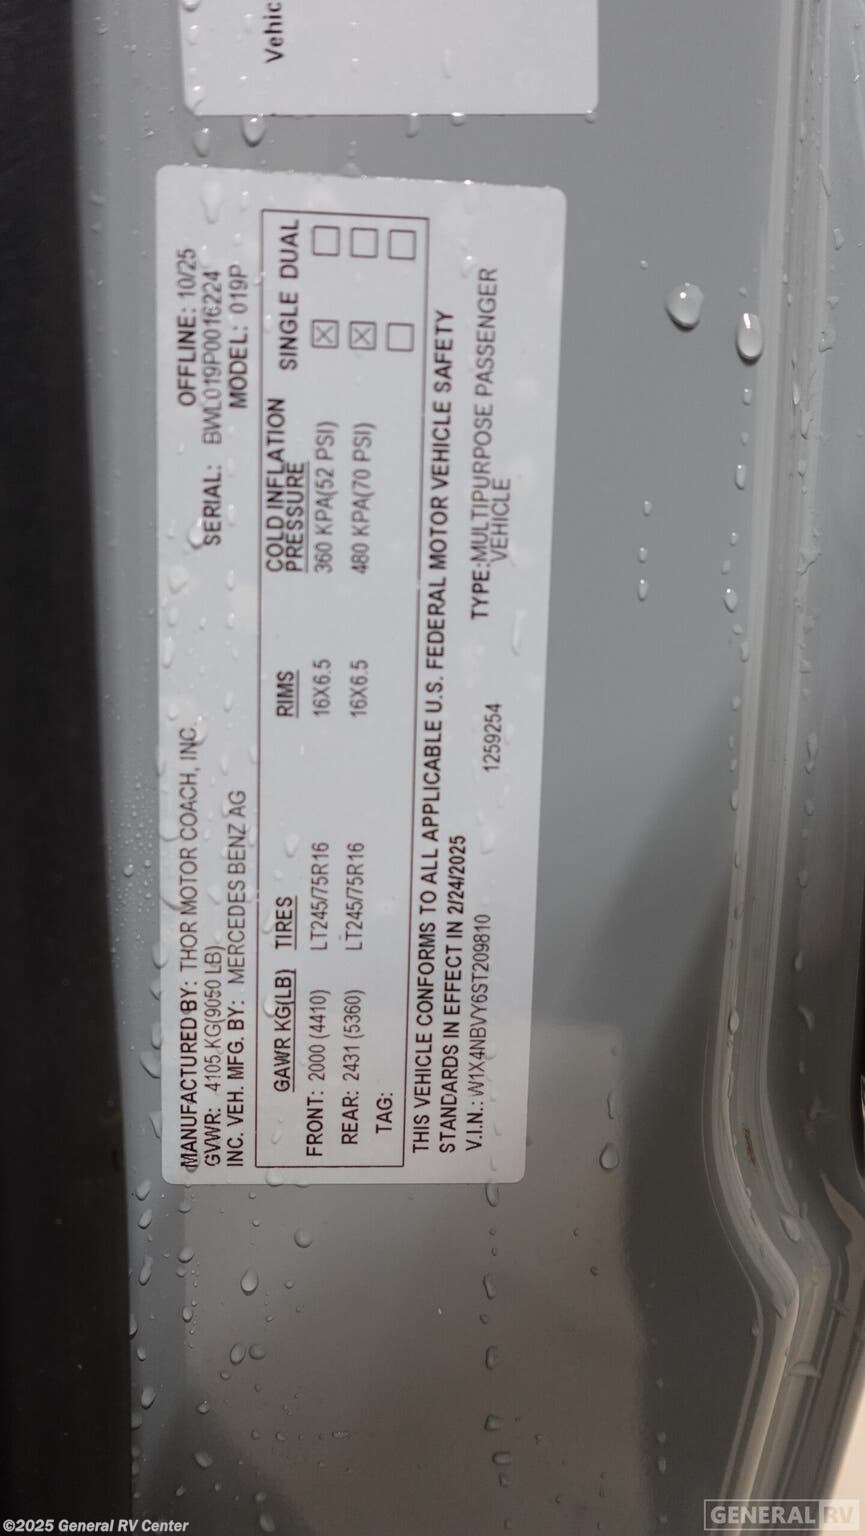 Vehic
MANUFACTURED BY: THOR MOTOR COACH, INC. OFFLINE: 10/25
GVWR: 4105 KG(9050 LB) SERIAL: BWL019P0016224
INC. VEH. MFG. BY: MERCEDES BENZ AG MODEL: 019P
GAWR KG(LB) TIRES RIMS COLD INFLATION PRESSURE SINGLE DUAL
FRONT: 2000 (4410) LT245/75R16 16X6.5 360 KPA(52 PSI) ☒ ☐
REAR: 2431 (5360) LT245/75R16 16X6.5 480 KPA(70 PSI) ☒ ☐
TAG: ☐ ☐
THIS VEHICLE CONFORMS TO ALL APPLICABLE U.S. FEDERAL MOTOR VEHICLE SAFETY
STANDARDS IN EFFECT IN 2/24/2025
V.I.N.: W1X4NBVY6ST209810 1259254 TYPE:MULTIPURPOSE PASSENGER
VEHICLE
©2025 General RV Center
GENERAL RV